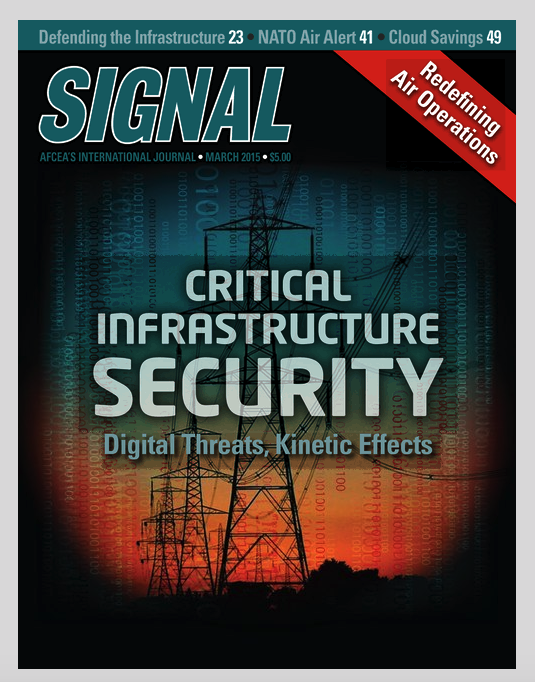 Defending the Infrastructure 23 • NATO Air Alert 41 • Cloud Savings 49
SIGNAL
AFCEA'S INTERNATIONAL JOURNAL • MARCH 2015 • $5.00
Redefining
Air Operations
CRITICAL
INFRASTRUCTURE
SECURITY
Digital Threats, Kinetic Effects